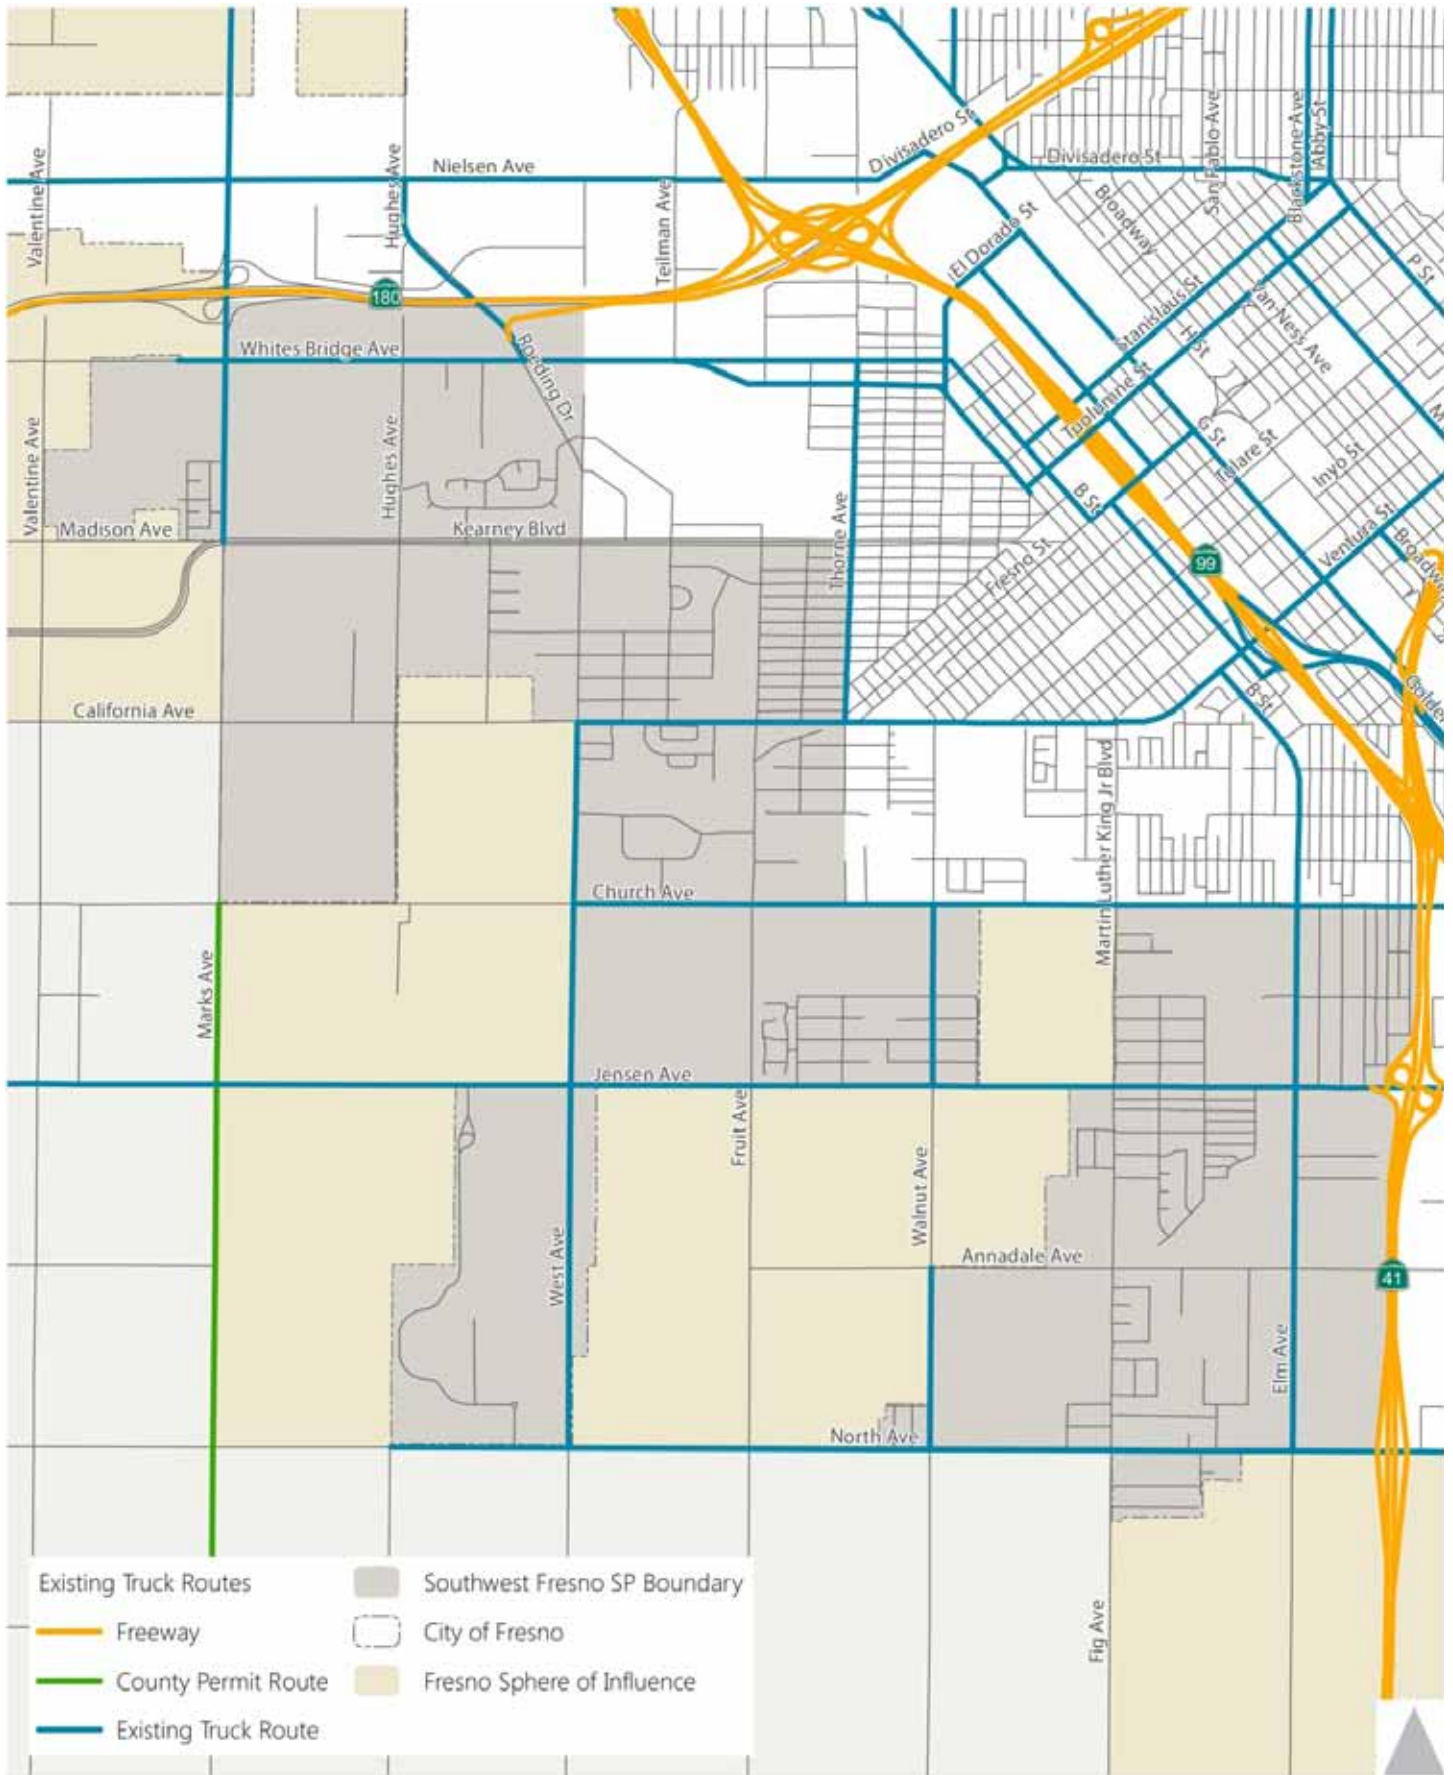 Divisadero St
Divisadero St
San Pablo Ave
Blackstone Ave
Abby St
Nielsen Ave
Valentine Ave
Hughes Ave
Teilman Ave
Broadway
El Dorado St
P St
180
Stanislaus St
Van Ness Ave
H St
Whites Bridge Ave
Roeding Dr
Tuolumne St
M
G St
Tulare St
Inyo St
Valentine Ave
Hughes Ave
B St
Ventura St
Madison Ave
Kearney Blvd
Thorne Ave
Fresno St
99
Broadwa
California Ave
B St
Golde
Martin Luther King Jr Blvd
Church Ave
Marks Ave
Jensen Ave
Fruit Ave
Walnut Ave
West Ave
Annadale Ave
41
Elm Ave
North Ave
Fig Ave
Existing Truck Routes
Freeway
County Permit Route
Existing Truck Route
Southwest Fresno SP Boundary
City of Fresno
Fresno Sphere of Influence